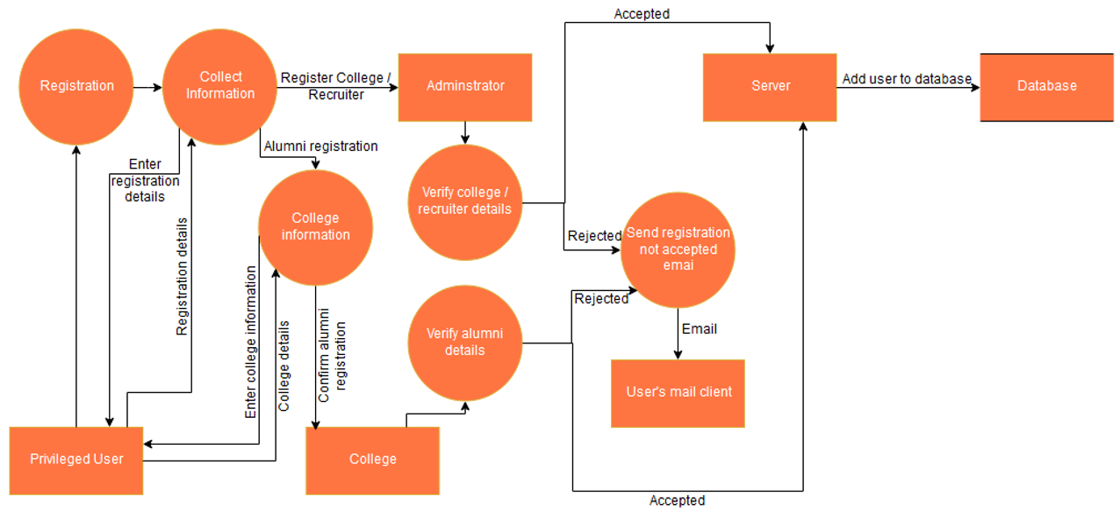 Accepted
Registration
Collect
Information
Register College /
Recruiter
Adminstrator
Server
Add user to database
Database
Alumni registration
Enter
registration
details
Verify college /
recruiter details
College
information
Rejected
Send registration
not accepted
emai
Registration details
Enter college information
College details
Confirm alumni
registration
Verify alumni
details
Rejected
Email
User's mail client
Privileged User
College
Accepted